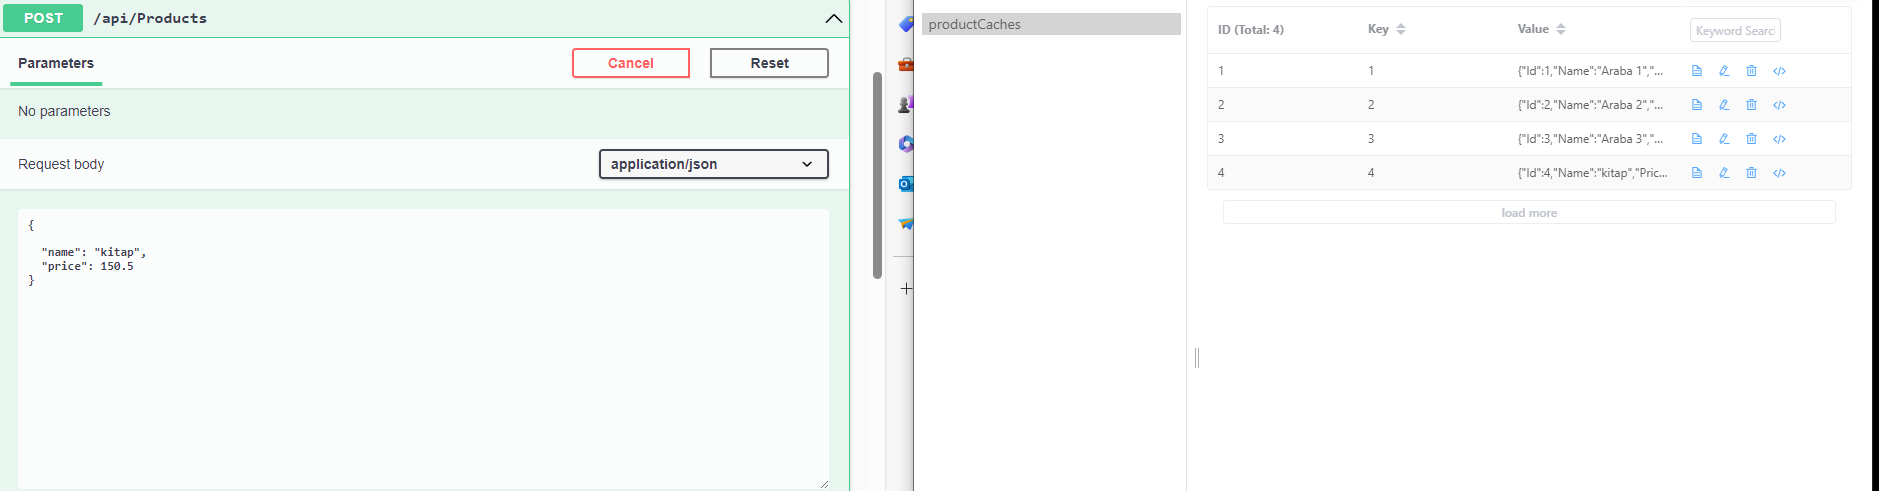 POST /api/Products
Parameters
Cancel
Reset
No parameters
Request body
application/json
{
"name": "kitap",
"price": 150.5
}
productCaches
ID (Total: 4) Key Value Keyword Searc
1 1 {"Id":1,"Name":"Araba 1","...
2 2 {"Id":2,"Name":"Araba 2","...
3 3 {"Id":3,"Name":"Araba 3","...
4 4 {"Id":4,"Name":"kitap","Pric...
load more